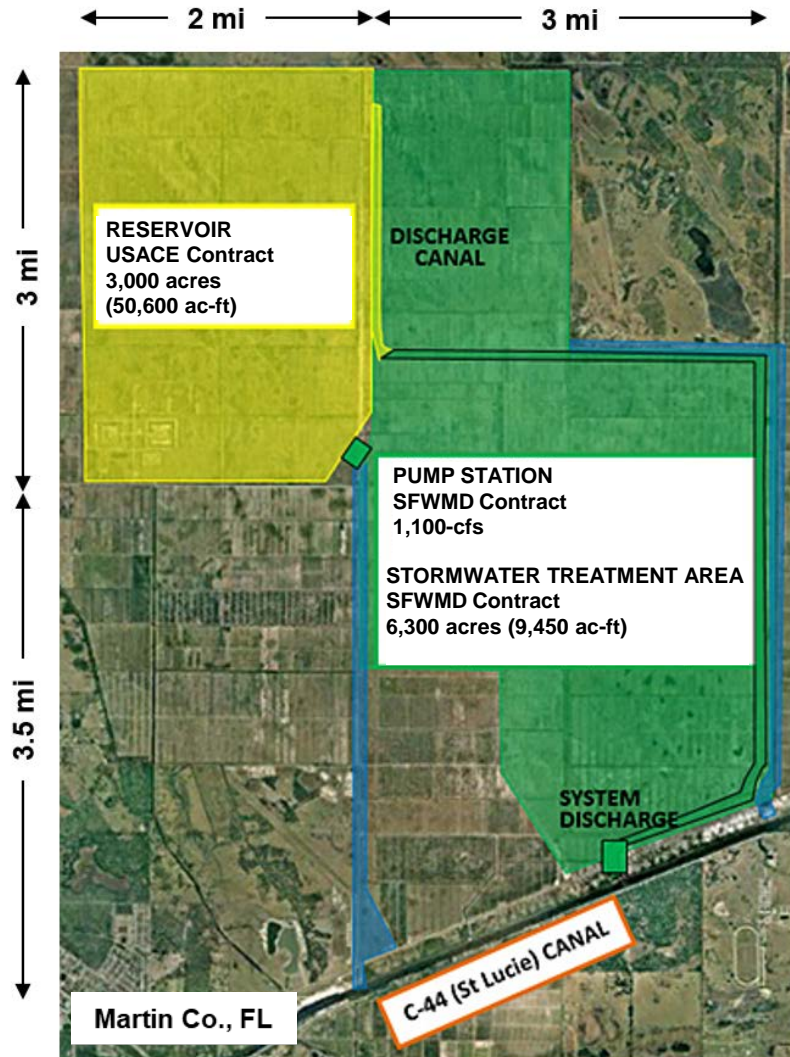 2 mi
3 mi
3 mi
RESERVOIR
USACE Contract
3,000 acres
(50,600 ac-ft)
DISCHARGE
CANAL
PUMP STATION
SFWMD Contract
1,100-cfs
STORMWATER TREATMENT AREA
SFWMD Contract
6,300 acres (9,450 ac-ft)
3.5 mi
SYSTEM
DISCHARGE
C-44 (St Lucie) CANAL
Martin Co., FL